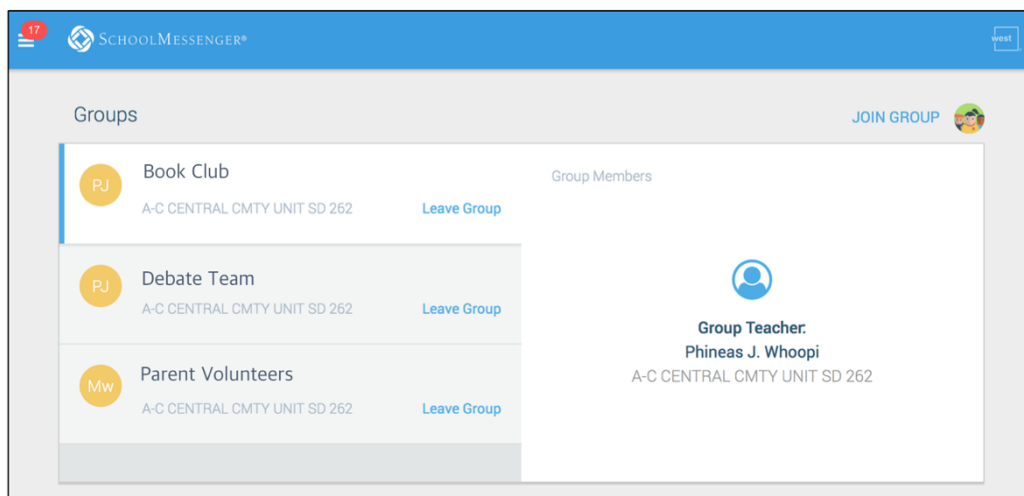 17
SCHOOLMESSENGER®
west
Groups
JOIN GROUP
PJ
Book Club
A-C CENTRAL CMTY UNIT SD 262
Leave Group
PJ
Debate Team
A-C CENTRAL CMTY UNIT SD 262
Leave Group
Mw
Parent Volunteers
A-C CENTRAL CMTY UNIT SD 262
Leave Group
Group Members
Group Teacher:
Phineas J. Whoopi
A-C CENTRAL CMTY UNIT SD 262